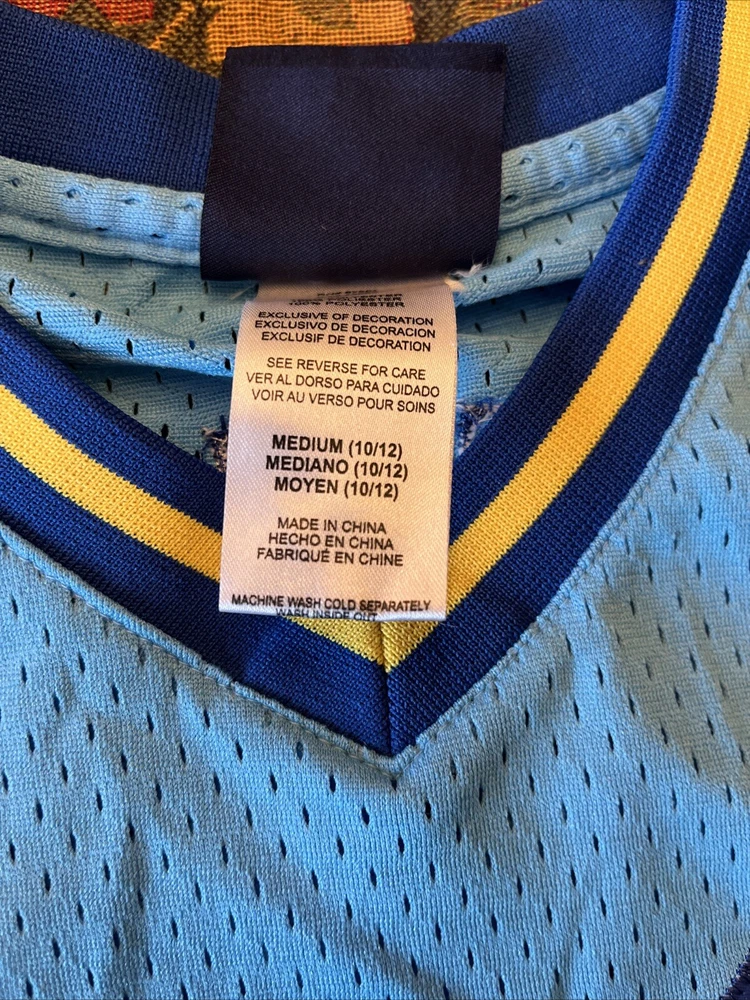 100% POLYESTER
EXCLUSIVE OF DECORATION
EXCLUSIVO DE DECORACION
EXCLUSIF DE DECORATION
SEE REVERSE FOR CARE
VER AL DORSO PARA CUIDADO
VOIR AU VERSO POUR SOINS
MEDIUM (10/12)
MEDIANO (10/12)
MOYEN (10/12)
MADE IN CHINA
HECHO EN CHINA
FABRIQUÉ EN CHINE
MACHINE WASH COLD SEPARATELY
WASH INSIDE OUT